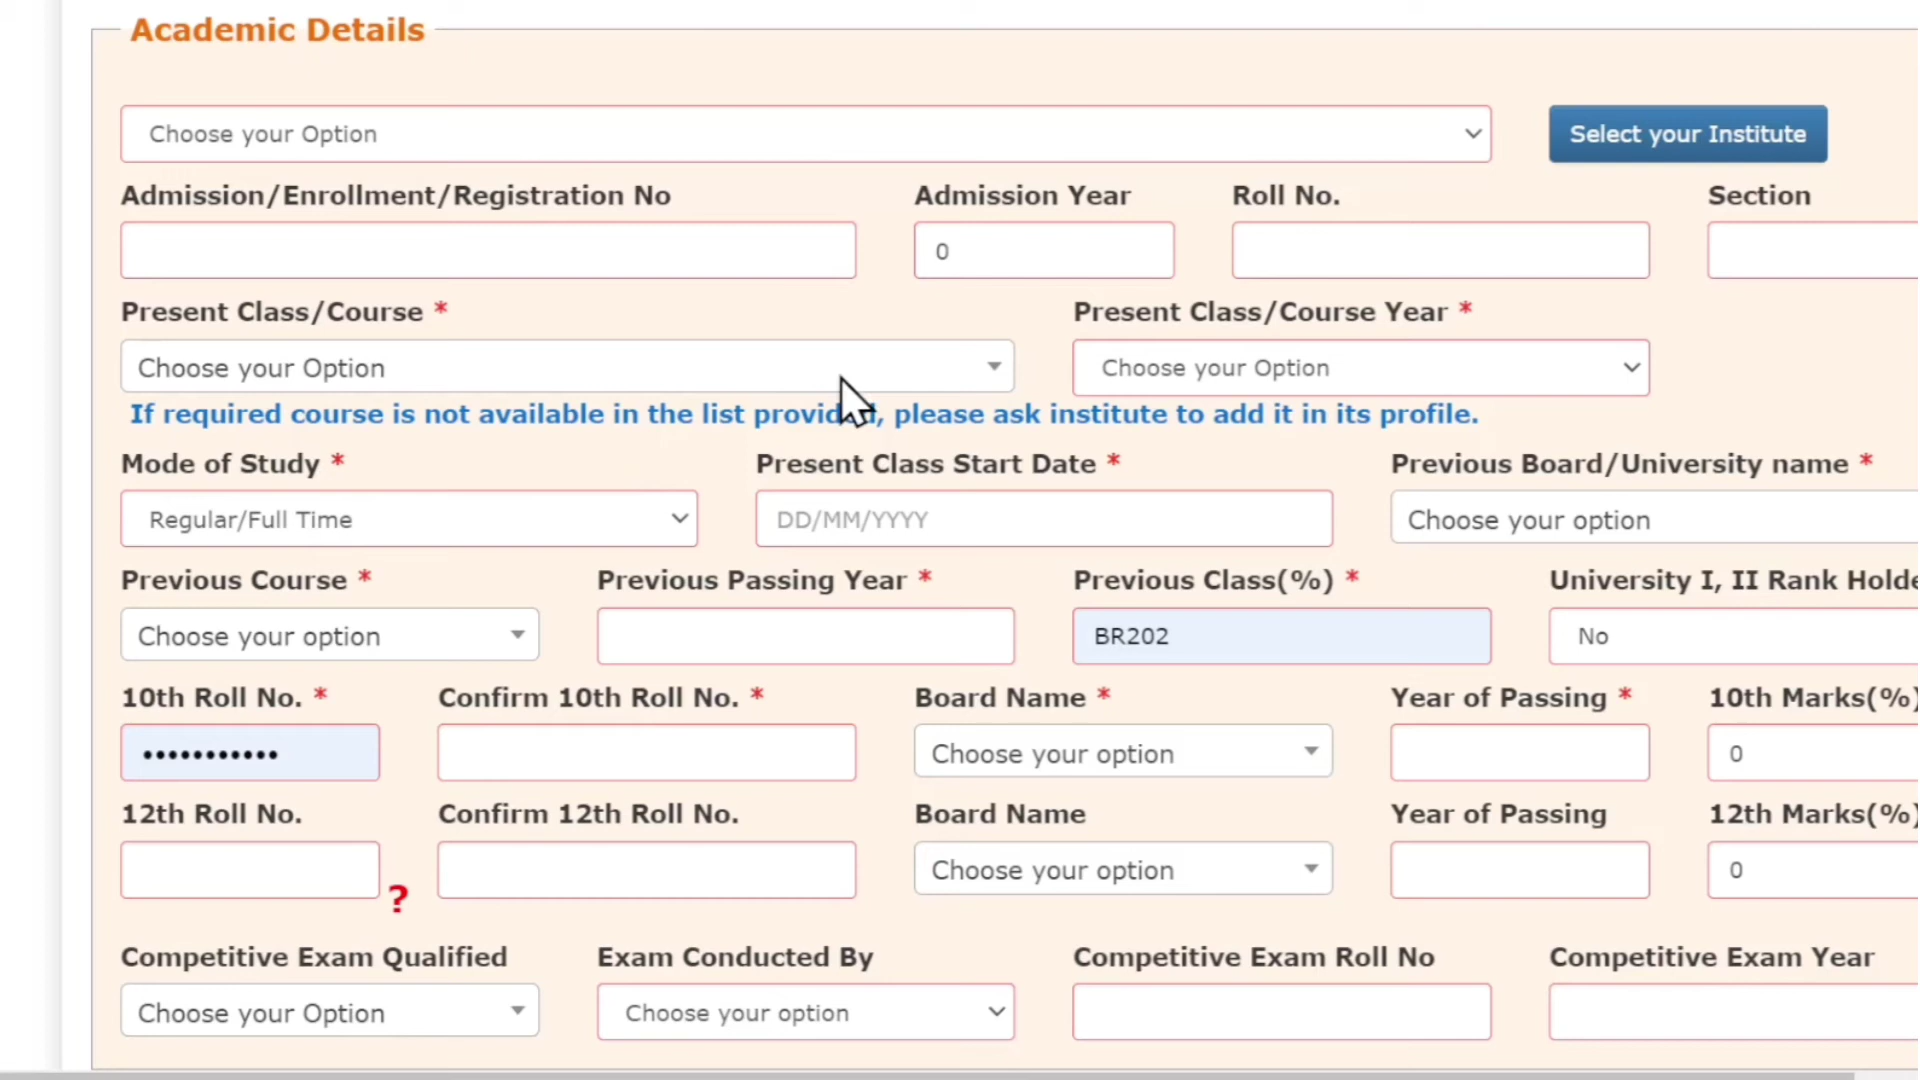 Academic Details
Choose your Option
Select your Institute
Admission/Enrollment/Registration No Admission Year Roll No. Section
0
Present Class/Course * Present Class/Course Year *
Choose your Option Choose your Option
If required course is not available in the list provided, please ask institute to add it in its profile.
Mode of Study * Present Class Start Date * Previous Board/University name *
Regular/Full Time DD/MM/YYYY Choose your option
Previous Course * Previous Passing Year * Previous Class(%) * University I, II Rank Holde
Choose your option BR202 No
10th Roll No. * Confirm 10th Roll No. * Board Name * Year of Passing * 10th Marks(%)
••••••••••• Choose your option 0
12th Roll No. Confirm 12th Roll No. Board Name Year of Passing 12th Marks(%)
? Choose your option 0
Competitive Exam Qualified Exam Conducted By Competitive Exam Roll No Competitive Exam Year
Choose your Option Choose your option